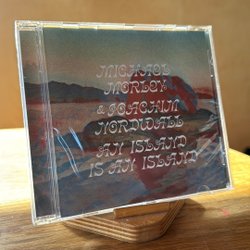 MICHAEL
MORLEY
& JOACHIM
NORDWALL
AN ISLAND
IS AN ISLAND